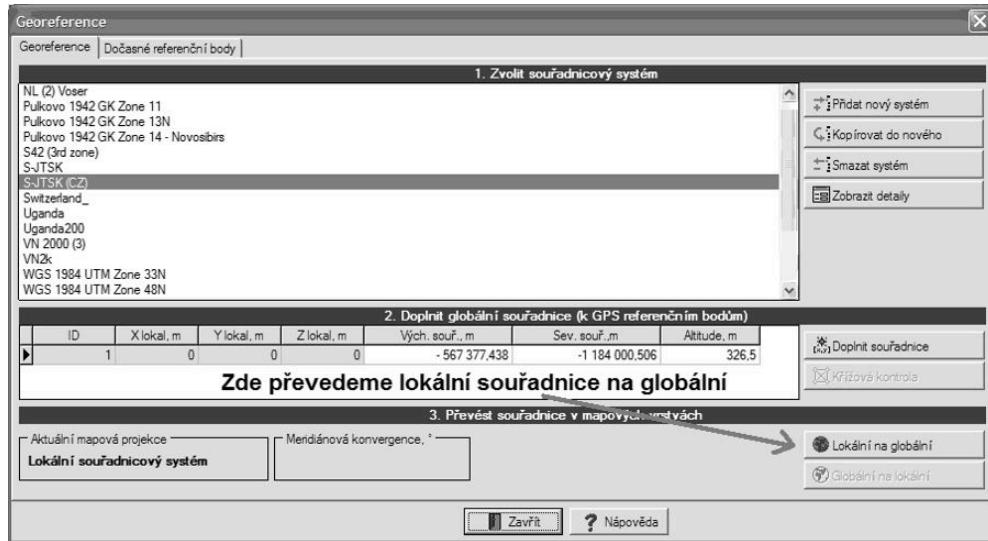 Georeference
Georeference
Dočasné referenční body
1. Zvolit souřadnicový systém
NL (2) Voser
Pulkovo 1942 GK Zone 11
Pulkovo 1942 GK Zone 13N
Pulkovo 1942 GK Zone 14 - Novosibirs
S42 (3rd zone)
S-JTSK
S-JTSK (CZ)
Switzerland_
Uganda
Uganda200
VN 2000 (3)
VN2k
WGS 1984 UTM Zone 33N
WGS 1984 UTM Zone 48N
Přidat nový systém
Kopírovat do nového
Smazat systém
Zobrazit detaily
2. Doplnit globální souřadnice (k GPS referenčním bodům)
ID X lokal, m Y lokal, m Z lokal, m Vých. souř., m Sev. souř.,m Altitude, m
1 0 0 0 - 567 377,438 -1 184 000,506 326,5
Zde převedeme lokální souřadnice na globální
Doplnit souřadnice
Křížová kontrola
3. Převést souřadnice v mapových vrstvách
Aktuální mapová projekce
Lokální souřadnicový systém
Meridiánová konvergence, °
Lokální na globální
Globální na lokální
Zavřít
? Nápověda